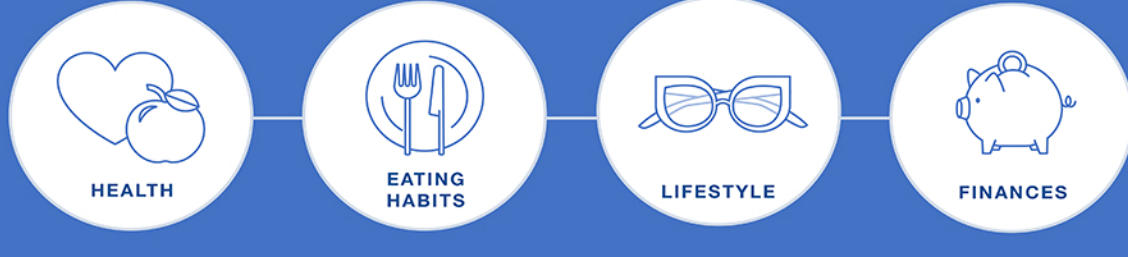 HEALTH
EATING
HABITS
LIFESTYLE
FINANCES